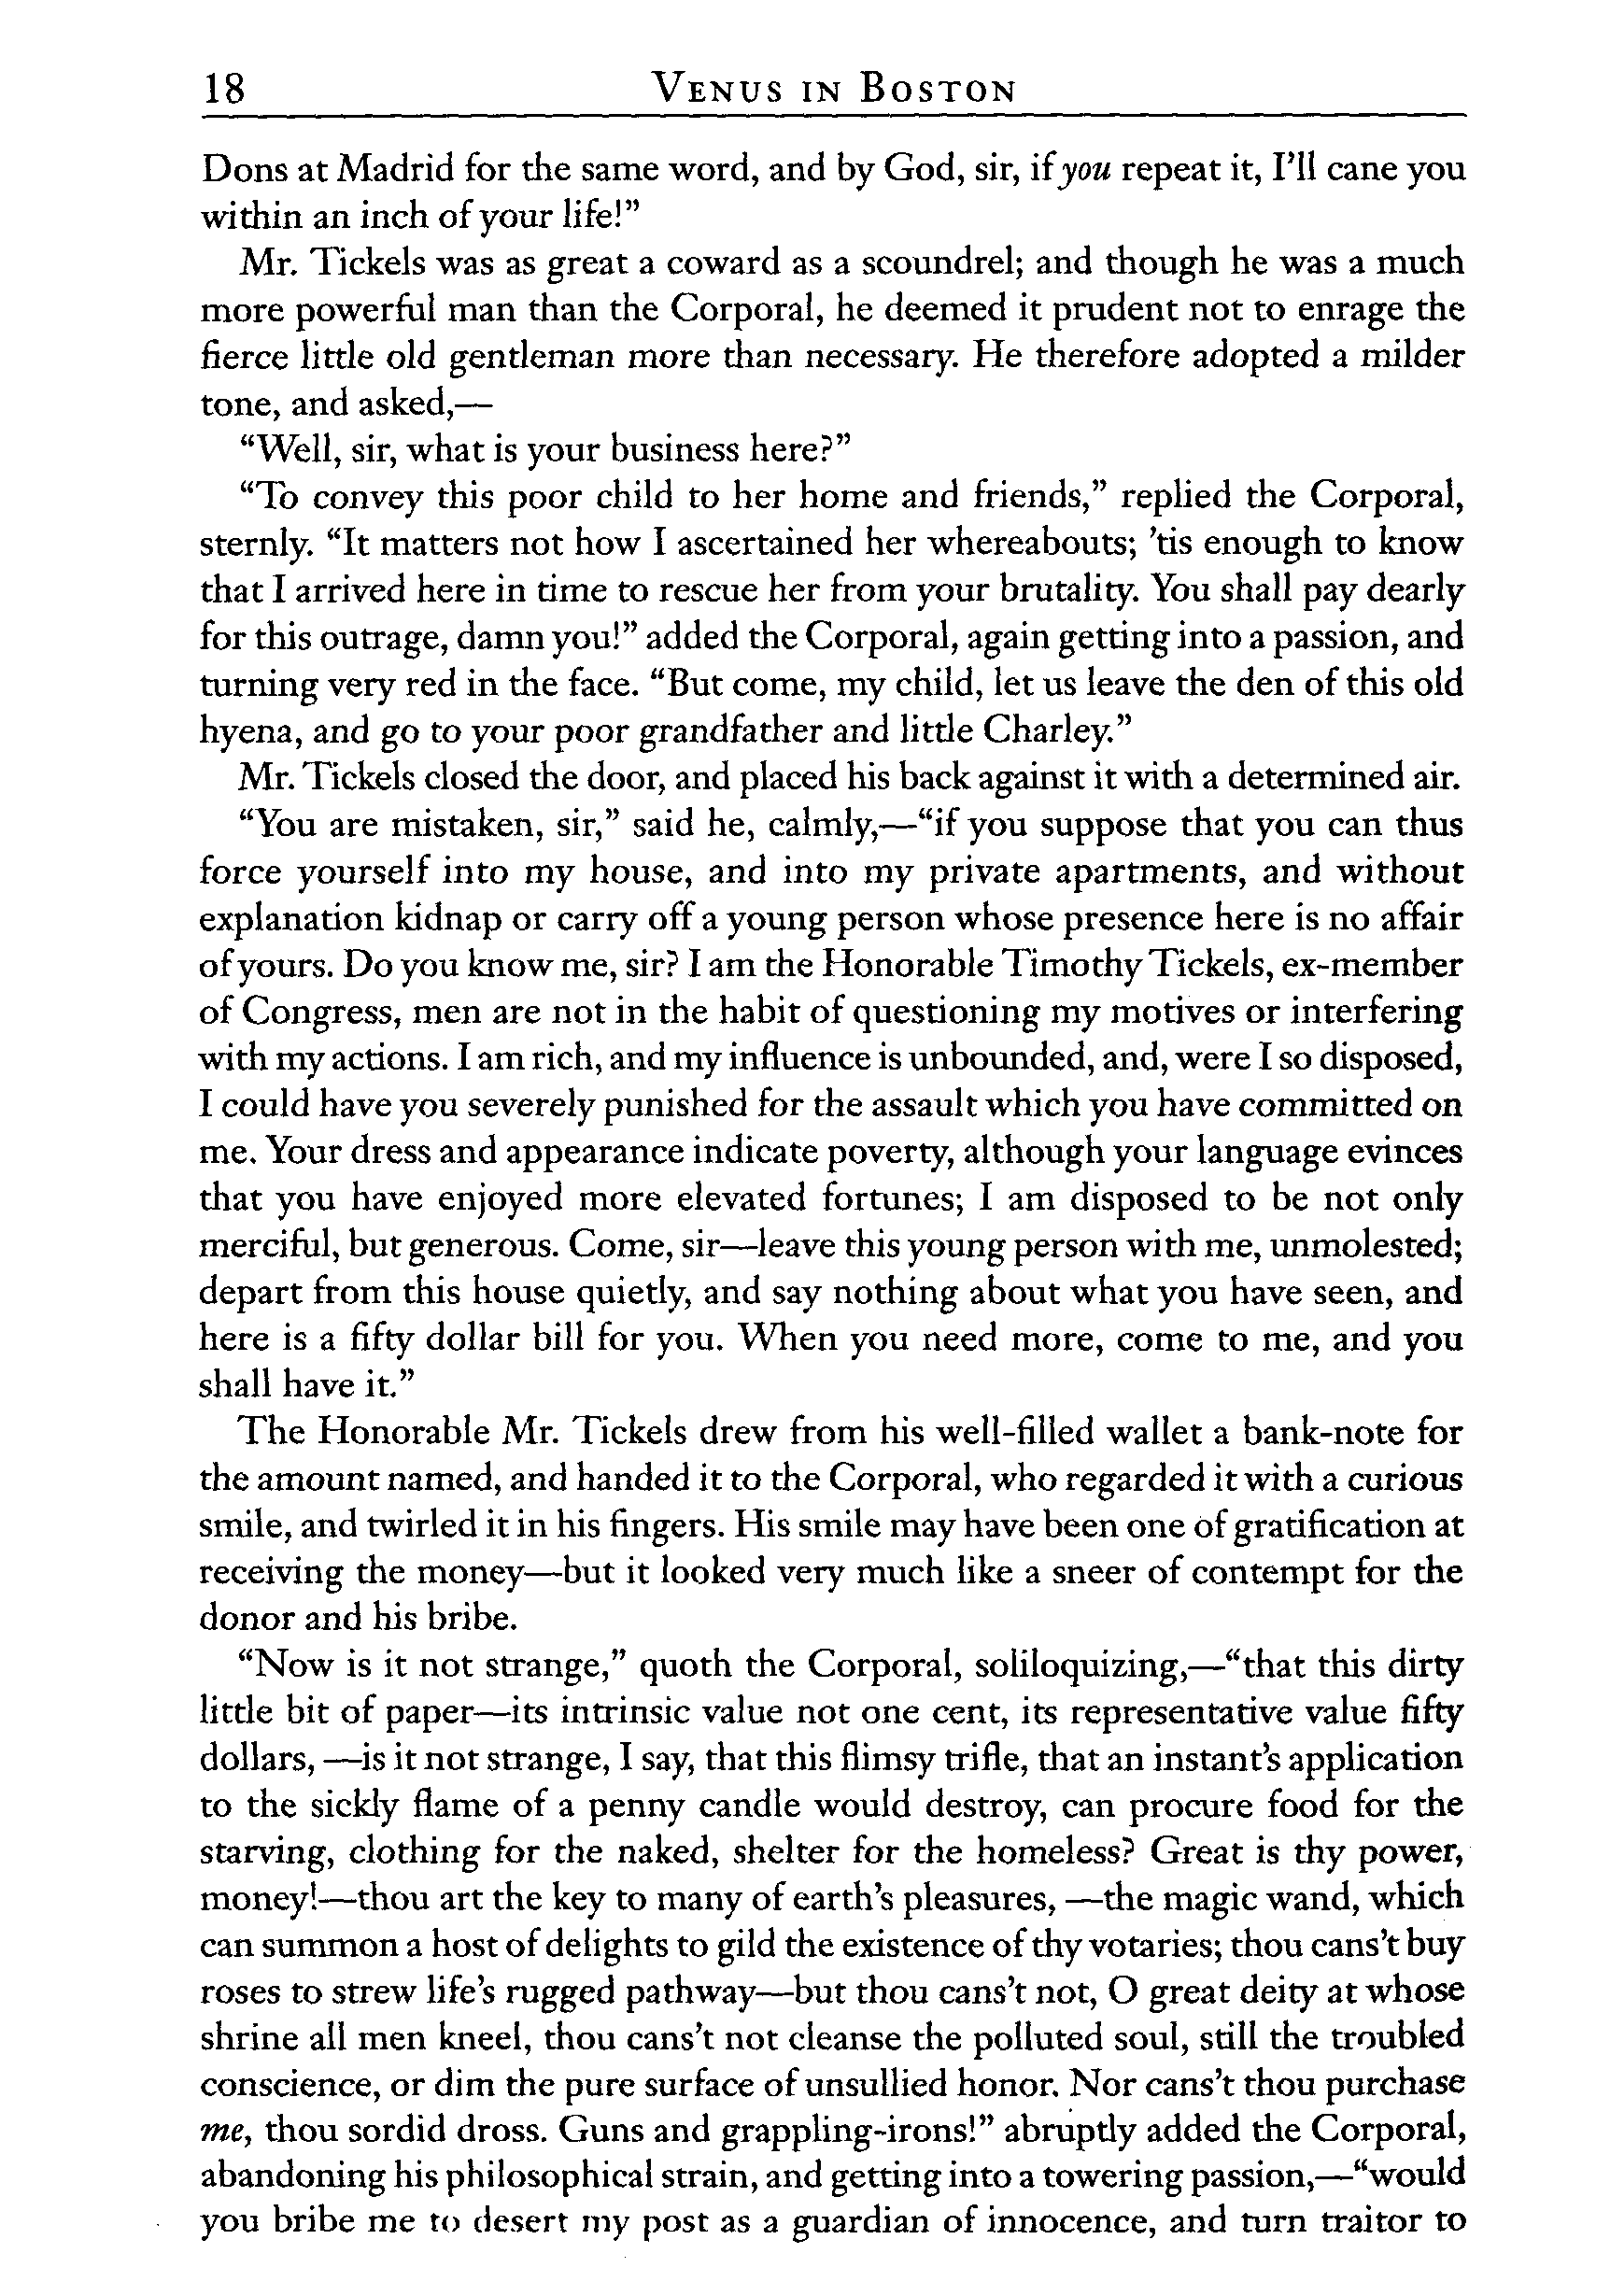 18 VENUS IN BOSTON
Dons at Madrid for the same word, and by God, sir, if you repeat it, I'll cane you
within an inch of your life!”
Mr. Tickels was as great a coward as a scoundrel; and though he was a much
more powerful man than the Corporal, he deemed it prudent not to enrage the
fierce little old gentleman more than necessary. He therefore adopted a milder
tone, and asked,—
“Well, sir, what is your business here?”
“To convey this poor child to her home and friends,” replied the Corporal,
sternly. “It matters not how I ascertained her whereabouts; ’tis enough to know
that I arrived here in time to rescue her from your brutality. You shall pay dearly
for this outrage, damn you!” added the Corporal, again getting into a passion, and
turning very red in the face. “But come, my child, let us leave the den of this old
hyena, and go to your poor grandfather and little Charley.”
Mr. Tickels closed the door, and placed his back against it with a determined air.
“You are mistaken, sir,” said he, calmly,—“if you suppose that you can thus
force yourself into my house, and into my private apartments, and without
explanation kidnap or carry off a young person whose presence here is no affair
of yours. Do you know me, sir? I am the Honorable Timothy Tickels, ex-member
of Congress, men are not in the habit of questioning my motives or interfering
with my actions. I am rich, and my influence is unbounded, and, were I so disposed,
I could have you severely punished for the assault which you have committed on
me. Your dress and appearance indicate poverty, although your language evinces
that you have enjoyed more elevated fortunes; I am disposed to be not only
merciful, but generous. Come, sir—leave this young person with me, unmolested;
depart from this house quietly, and say nothing about what you have seen, and
here is a fifty dollar bill for you. When you need more, come to me, and you
shall have it.”
The Honorable Mr. Tickels drew from his well-filled wallet a bank-note for
the amount named, and handed it to the Corporal, who regarded it with a curious
smile, and twirled it in his fingers. His smile may have been one of gratification at
receiving the money—but it looked very much like a sneer of contempt for the
donor and his bribe.
“Now is it not strange,” quoth the Corporal, soliloquizing,—“that this dirty
little bit of paper—its intrinsic value not one cent, its representative value fifty
dollars, —is it not strange, I say, that this flimsy trifle, that an instant’s application
to the sickly flame of a penny candle would destroy, can procure food for the
starving, clothing for the naked, shelter for the homeless? Great is thy power,
money!—thou art the key to many of earth’s pleasures, —the magic wand, which
can summon a host of delights to gild the existence of thy votaries; thou cans’t buy
roses to strew life’s rugged pathway—but thou cans’t not, O great deity at whose
shrine all men kneel, thou cans’t not cleanse the polluted soul, still the troubled
conscience, or dim the pure surface of unsullied honor. Nor cans’t thou purchase
me, thou sordid dross. Guns and grappling-irons!” abruptly added the Corporal,
abandoning his philosophical strain, and getting into a towering passion,—“would
you bribe me to desert my post as a guardian of innocence, and turn traitor to